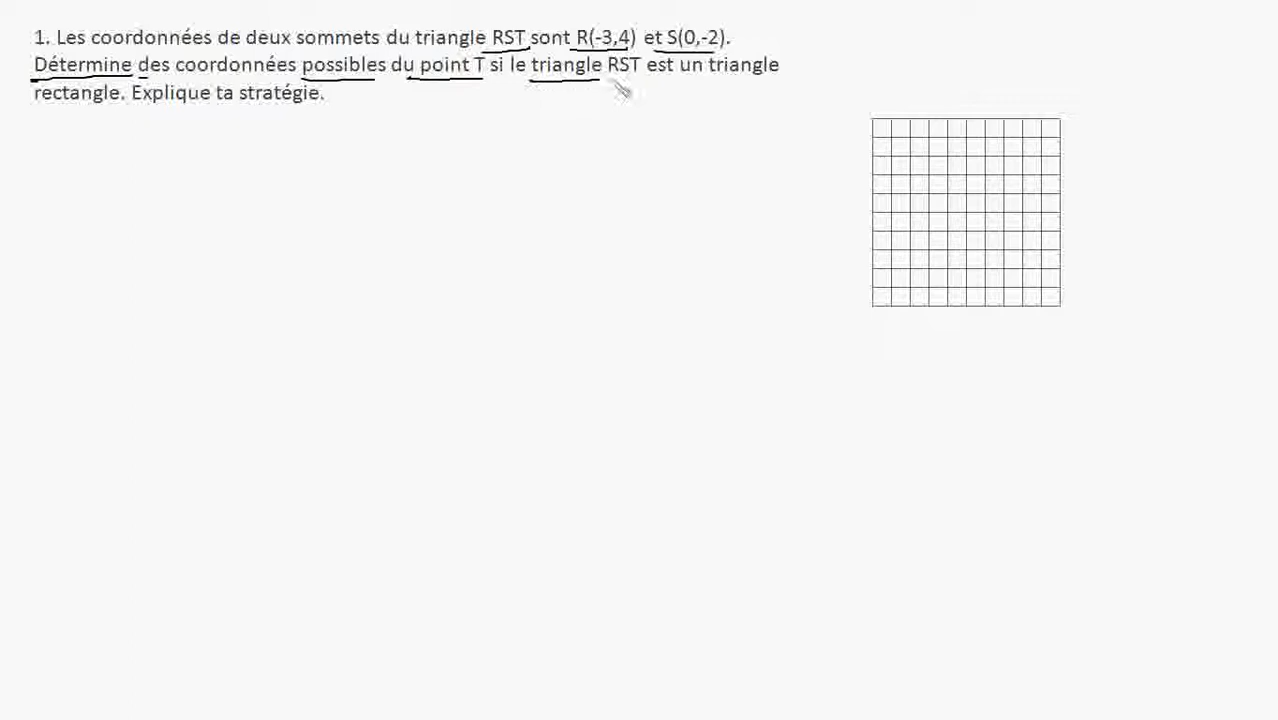 1. Les coordonnées de deux sommets du triangle RST sont R(-3,4) et S(0,-2).
Détermine des coordonnées possibles du point T si le triangle RST est un triangle
rectangle. Explique ta stratégie.